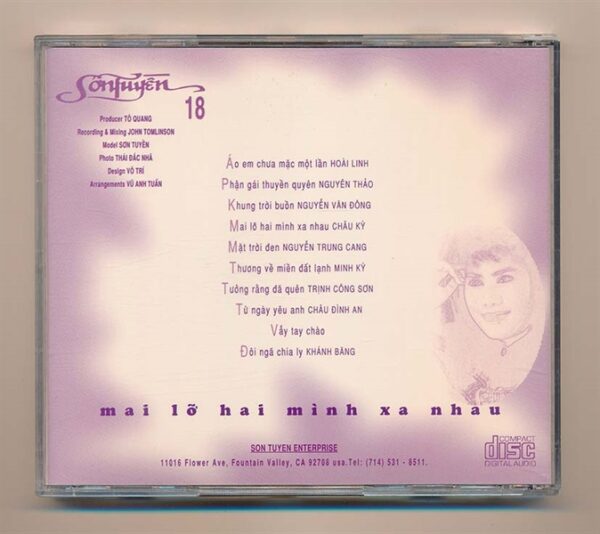 Sơn Tuyền
18
Producer TÔ QUANG
Recording & Mixing JOHN TOMLINSON
Model SƠN TUYỀN
Photo THÁI ĐẮC NHÃ
Design VÕ TRÍ
Arrangements VŨ ANH TUẤN
Áo em chưa mặc một lần HOÀI LINH
Phận gái thuyền quyên NGUYÊN THẢO
Khung trời buồn NGUYỄN VĂN ĐÔNG
Mai lỡ hai mình xa nhau CHÂU KỲ
Mặt trời đen NGUYỄN TRUNG CANG
Thương về miền đất lạnh MINH KỲ
Tưởng rằng đã quên TRỊNH CÔNG SƠN
Từ ngày yêu anh CHÂU ĐÌNH AN
Vẫy tay chào
Đôi ngã chia ly KHÁNH BĂNG
mai lỡ hai mình xa nhau
SON TUYEN ENTERPRISE
11016 Flower Ave, Fountain Valley, CA 92708 usa.Tel: (714) 531 - 8511.
COMPACT
disc
DIGITAL AUDIO